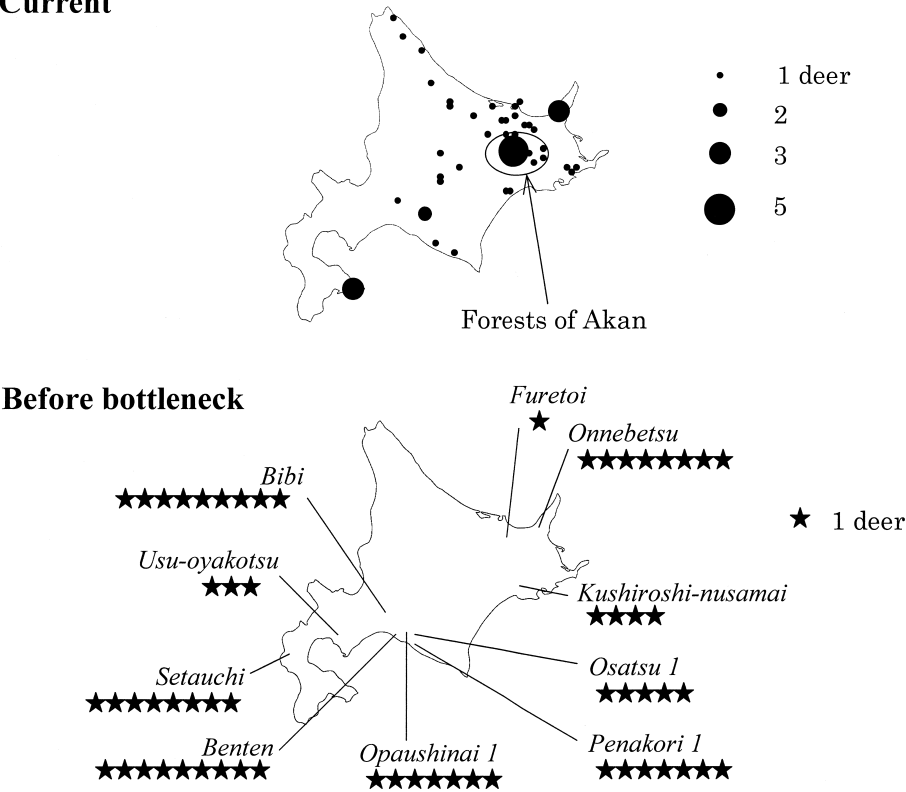 Current
1 deer
2
3
5
Forests of Akan
Before bottleneck
Furetoi
Onnebetsu
Bibi
1 deer
Usu-oyakotsu
Kushiroshi-nusamai
Osatsu 1
Setauchi
Benten
Opaushinai 1
Penakori 1